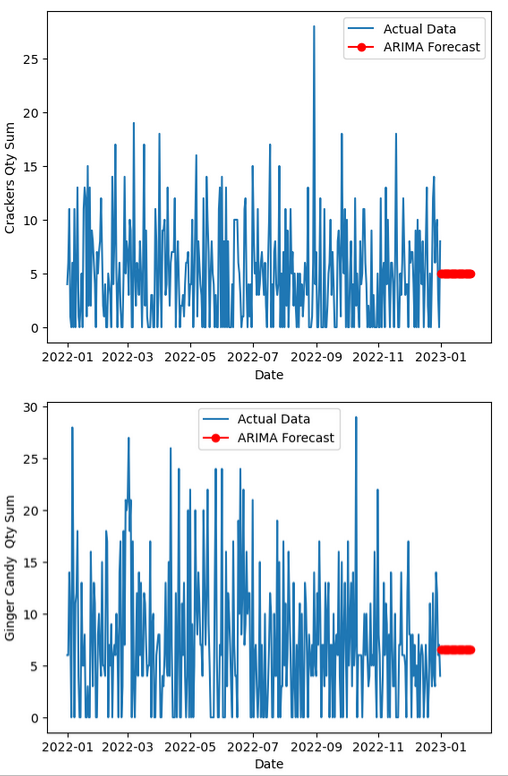 Actual Data
ARIMA Forecast
Crackers Qty Sum
25
20
15
10
5
0
2022-01 2022-03 2022-05 2022-07 2022-09 2022-11 2023-01
Date
Actual Data
ARIMA Forecast
Ginger Candy  Qty Sum
30
25
20
15
10
5
0
2022-01 2022-03 2022-05 2022-07 2022-09 2022-11 2023-01
Date